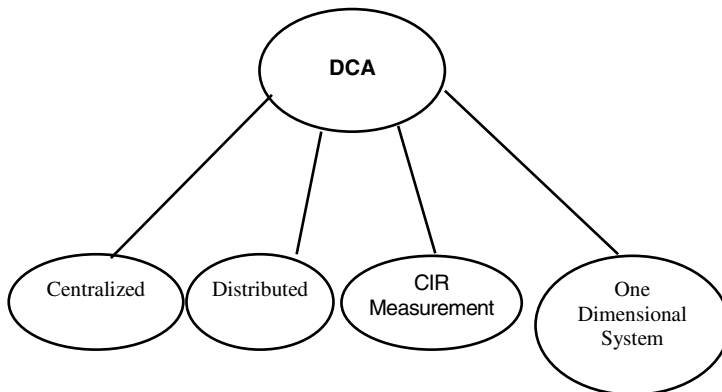 DCA
Centralized
Distributed
CIR
Measurement
One
Dimensional
System